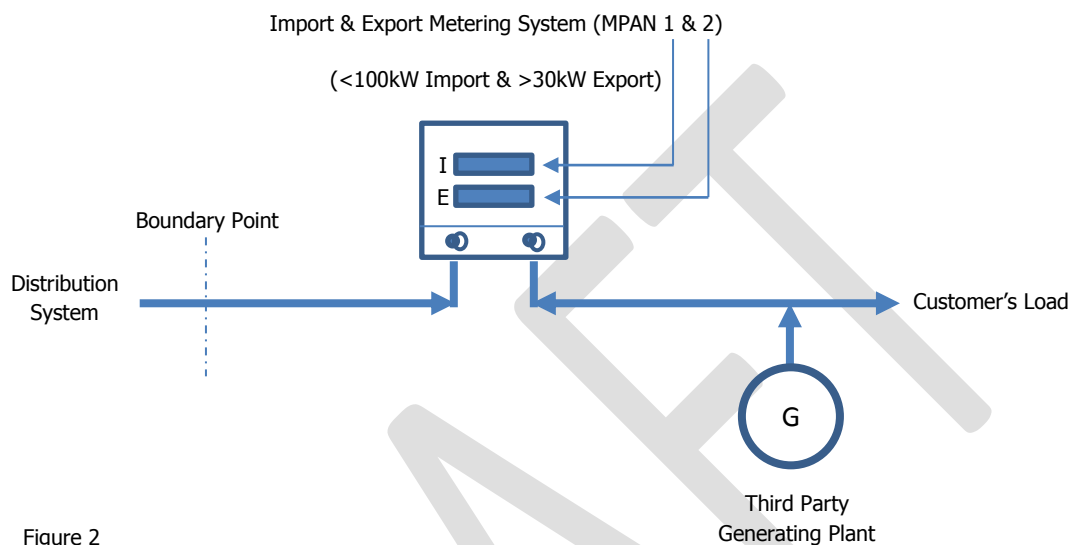 Import & Export Metering System (MPAN 1 & 2)
(<100kW Import & >30kW Export)
I
E
Boundary Point
Distribution
System
Customer's Load
G
Third Party
Generating Plant
Figure 2